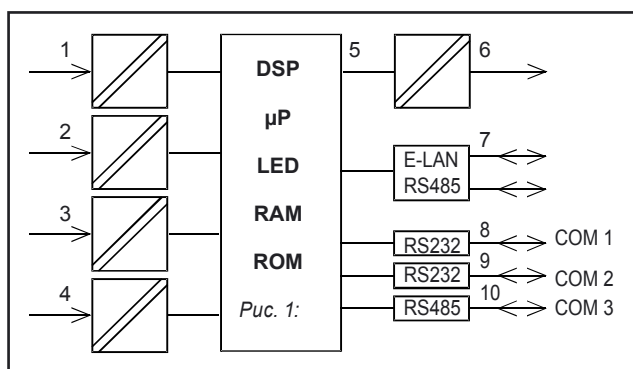 1
5
6
DSP
µP
2
7
E-LAN
LED
RS485
3
RAM
8
RS232
COM 1
ROM
9
RS232
COM 2
4
10
Рис. 1:
RS485
COM 3